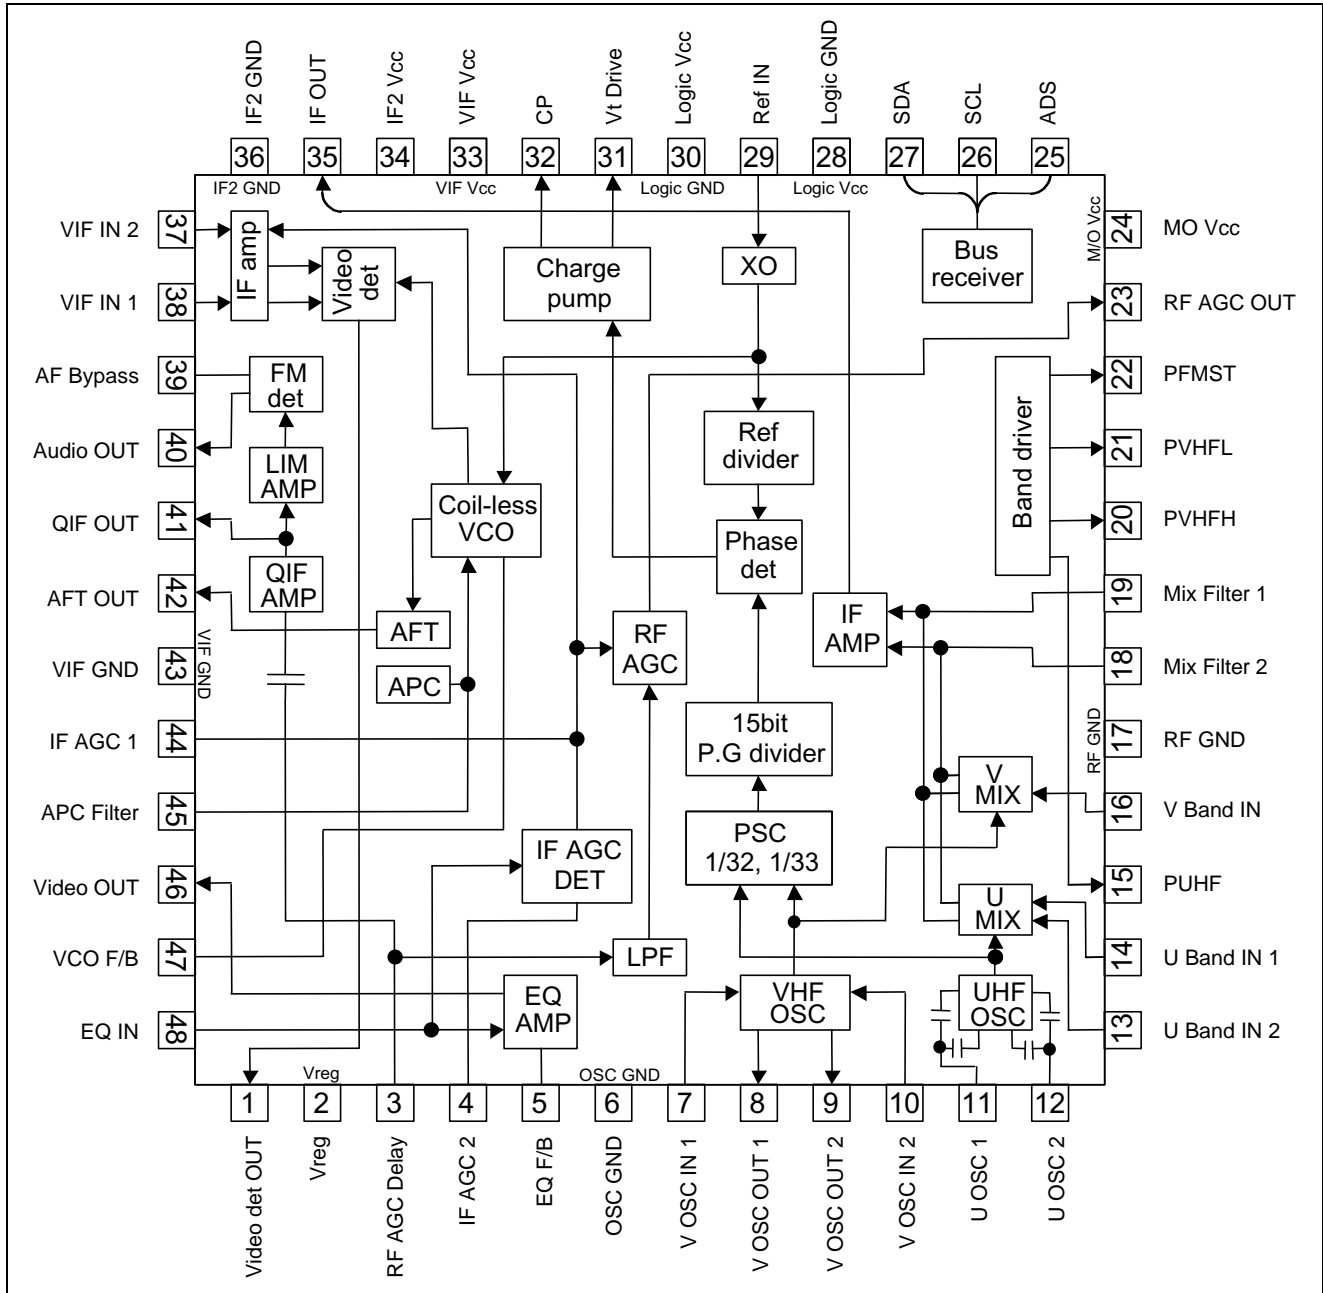 IF2 GND
IF OUT
IF2 Vcc
VIF Vcc
CP
Vt Drive
Logic Vcc
Ref IN
Logic GND
SDA
SCL
ADS
36
35
34
33
32
31
30
29
28
27
26
25
IF2 GND
VIF Vcc
Logic GND
Logic Vcc
VIF IN 2
37
VIF IN 1
38
AF Bypass
39
Audio OUT
40
QIF OUT
41
AFT OUT
42
VIF GND
43
VIF GND
IF AGC 1
44
APC Filter
45
Video OUT
46
VCO F/B
47
EQ IN
48
IF amp
Video
det
Charge
pump
XO
Bus
receiver
FM
det
LIM
AMP
QIF
AMP
Coil-less
VCO
AFT
APC
Ref
divider
Phase
det
RF
AGC
IF
AMP
Band driver
15bit
P.G divider
PSC
1/32, 1/33
IF AGC
DET
V
MIX
U
MIX
LPF
EQ
AMP
VHF
OSC
UHF
OSC
M/O Vcc
24
MO Vcc
23
RF AGC OUT
22
PFMST
21
PVHFL
20
PVHFH
19
Mix Filter 1
18
Mix Filter 2
RF GND
17
RF GND
16
V Band IN
15
PUHF
14
U Band IN 1
13
U Band IN 2
Vreg
OSC GND
1
2
3
4
5
6
7
8
9
10
11
12
Video det OUT
Vreg
RF AGC Delay
IF AGC 2
EQ F/B
OSC GND
V OSC IN 1
V OSC OUT 1
V OSC OUT 2
V OSC IN 2
U OSC 1
U OSC 2